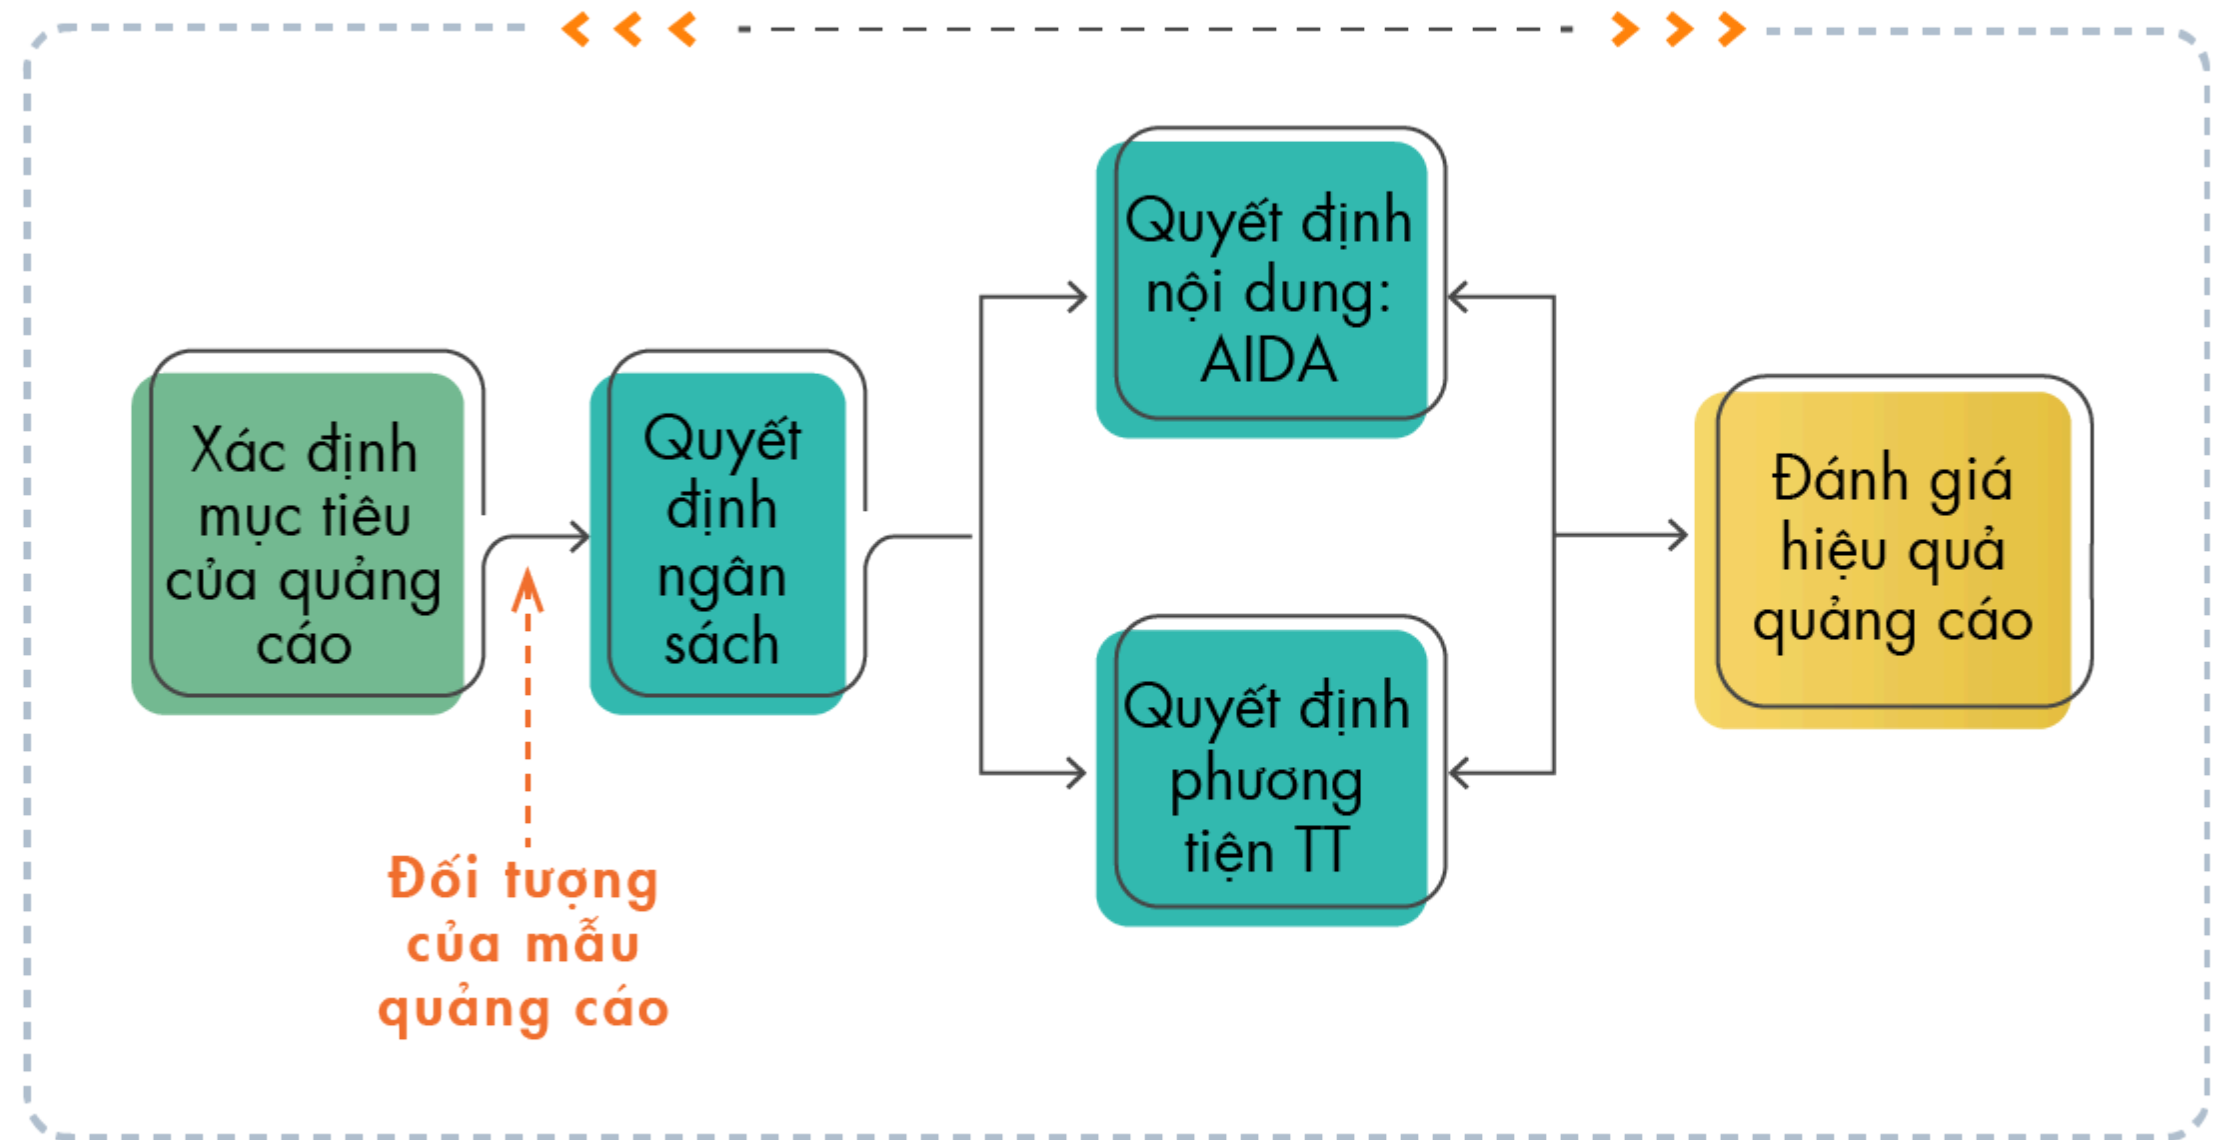 Xác định
mục tiêu
của quảng
cáo
Đối tượng
của mẫu
quảng cáo
Quyết
định
ngân
sách
Quyết định
nội dung:
AIDA
Quyết định
phương
tiện TT
Đánh giá
hiệu quả
quảng cáo